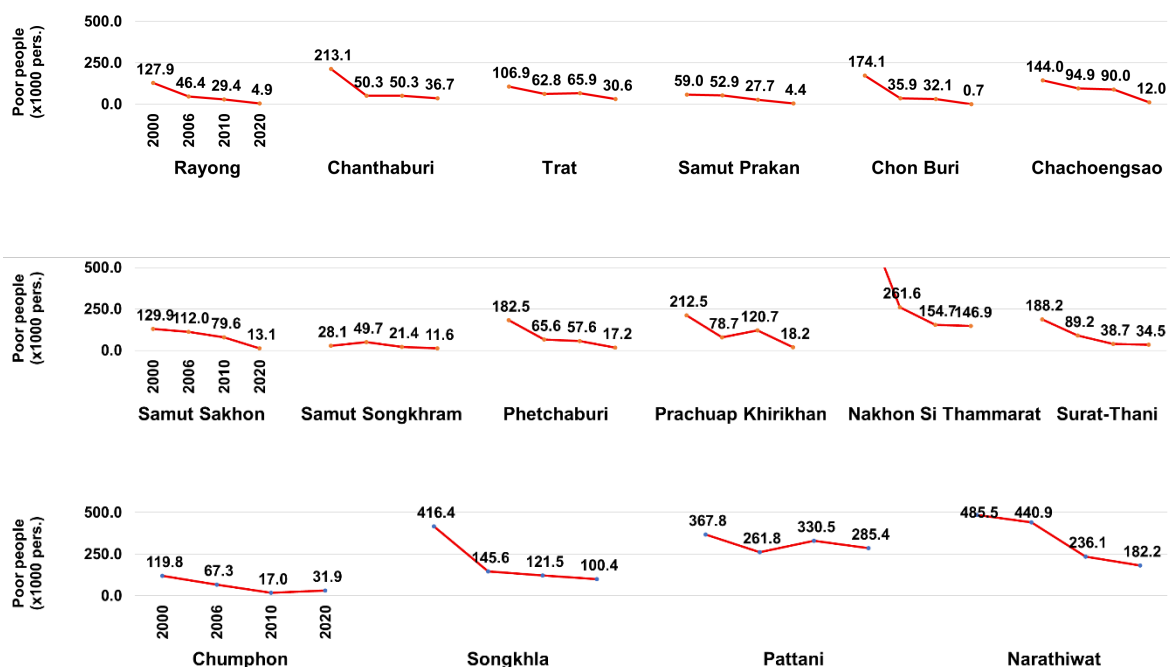 Poor people
(x1000 pers.)
500.0
250.0
0.0
127.9 46.4 29.4 4.9
213.1 50.3 50.3 36.7
106.9 62.8 65.9 30.6
59.0 52.9 27.7 4.4
174.1 35.9 32.1 0.7
144.0 94.9 90.0 12.0
2000 2006 2010 2020
Rayong Chanthaburi Trat Samut Prakan Chon Buri Chachoengsao
Poor people
(x1000 pers.)
500.0
250.0
0.0
129.9 112.0 79.6 13.1
28.1 49.7 21.4 11.6
182.5 65.6 57.6 17.2
212.5 78.7 120.7 18.2
261.6 154.7 146.9
188.2 89.2 38.7 34.5
2000 2006 2010 2020
Samut Sakhon Samut Songkhram Phetchaburi Prachuap Khirikhan Nakhon Si Thammarat Surat-Thani
Poor people
(x1000 pers.)
500.0
250.0
0.0
119.8 67.3 17.0 31.9
416.4 145.6 121.5 100.4
367.8 261.8 330.5 285.4
485.5 440.9 236.1 182.2
2000 2006 2010 2020
Chumphon Songkhla Pattani Narathiwat